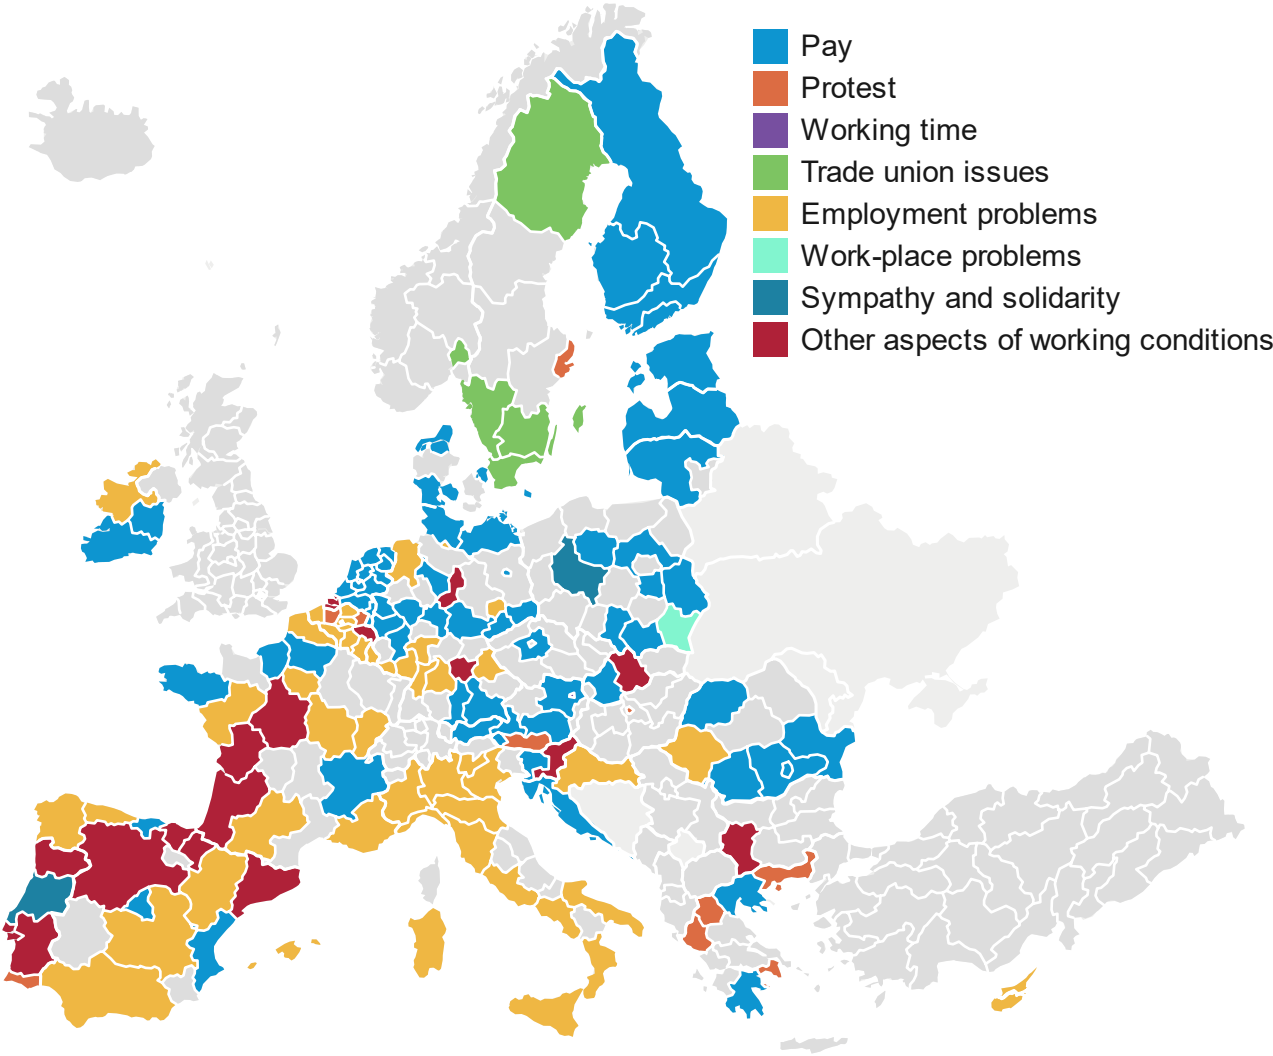 Pay
Protest
Working time
Trade union issues
Employment problems
Work-place problems
Sympathy and solidarity
Other aspects of working conditions